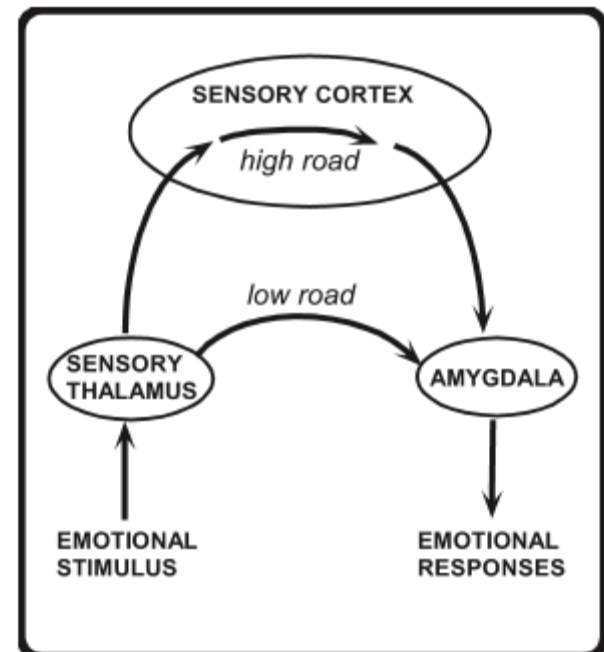 SENSORY CORTEX
high road
low road
SENSORY
THALAMUS
AMYGDALA
EMOTIONAL
STIMULUS
EMOTIONAL
RESPONSES